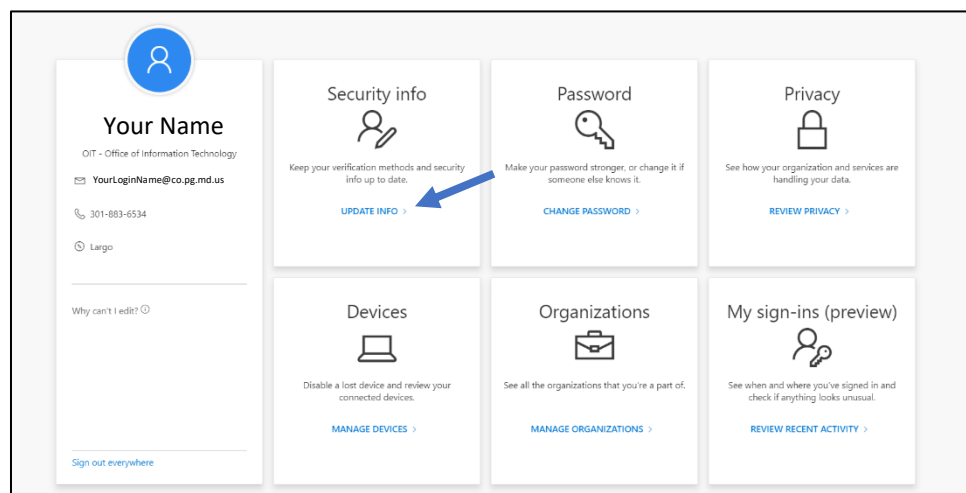 Your Name
OIT - Office of Information Technology
YourLoginName@co.pg.md.us
301-883-6534
Largo
Why can't I edit?
Sign out everywhere
Security info
Keep your verification methods and security
info up to date.
UPDATE INFO >
Password
Make your password stronger, or change it if
someone else knows it.
CHANGE PASSWORD >
Privacy
See how your organization and services are
handling your data.
REVIEW PRIVACY >
Devices
Disable a lost device and review your
connected devices.
MANAGE DEVICES >
Organizations
See all the organizations that you're a part of.
MANAGE ORGANIZATIONS >
My sign-ins (preview)
See when and where you've signed in and
check if anything looks unusual.
REVIEW RECENT ACTIVITY >